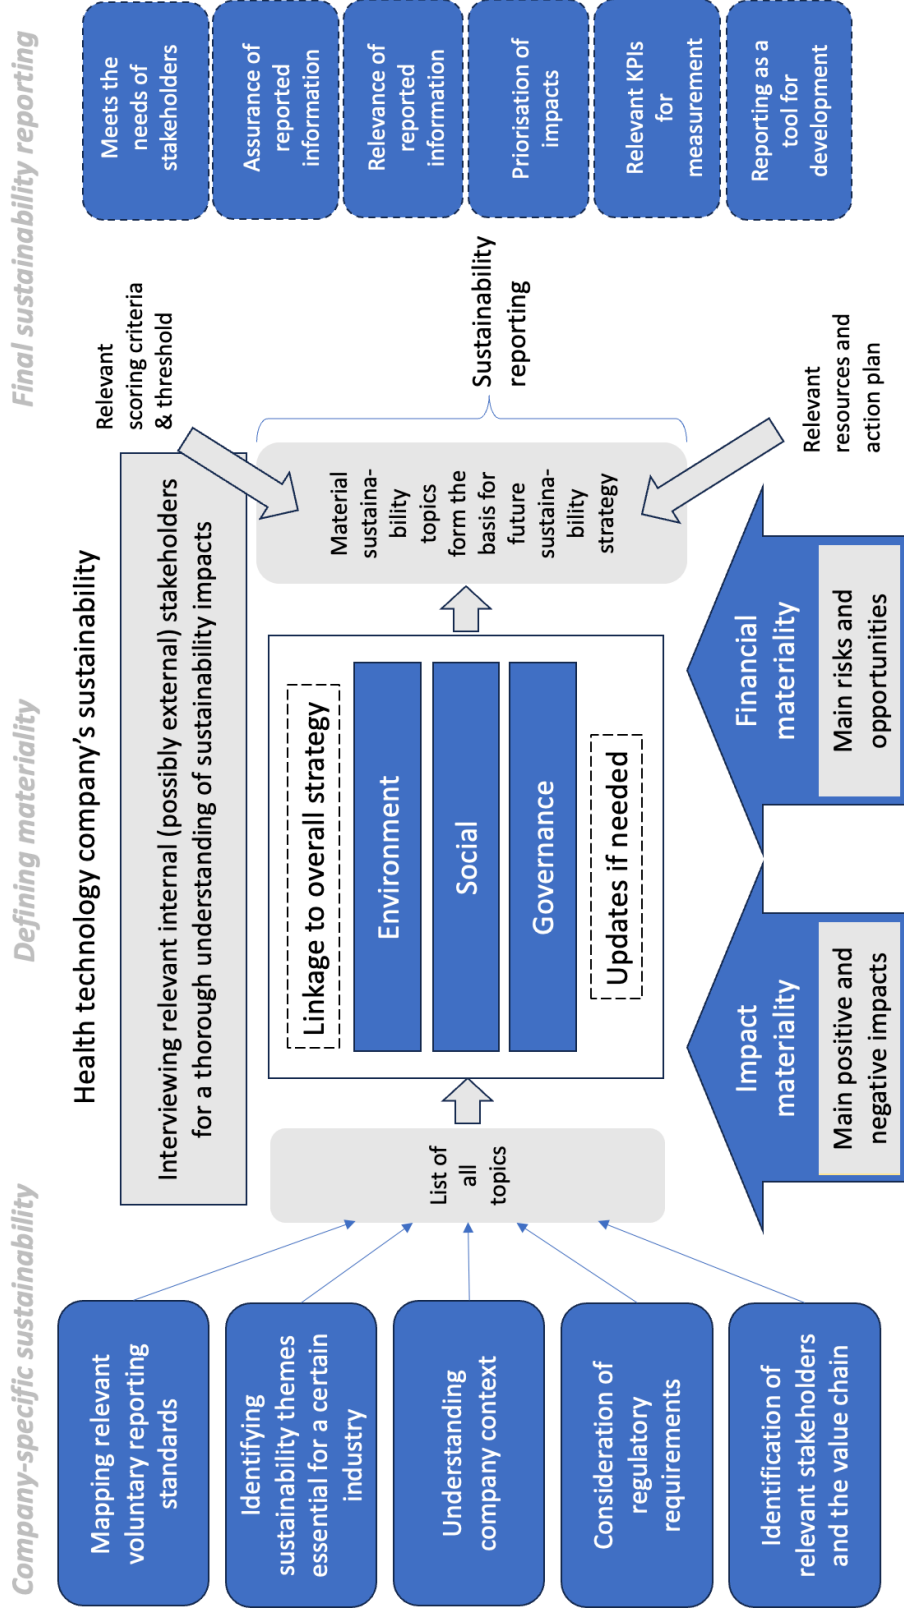 Company-specific sustainability
Defining materiality
Final sustainability reporting
Health technology company’s sustainability
Mapping relevant
voluntary reporting
standards
Identifying
sustainability themes
essential for a certain
industry
Understanding
company context
Consideration of
regulatory
requirements
Identification of
relevant stakeholders
and the value chain
List of
all
topics
Interviewing relevant internal (possibly external) stakeholders
for a thorough understanding of sustainability impacts
Linkage to overall strategy
Environment
Social
Governance
Updates if needed
Impact
materiality
Main positive and
negative impacts
Financial
materiality
Main risks and
opportunities
Relevant
scoring criteria
& threshold
Material
sustaina-
bility
topics
form the
basis for
future
sustaina-
bility
strategy
Relevant
resources and
action plan
Sustainability
reporting
Meets the
needs of
stakeholders
Assurance of
reported
information
Relevance of
reported
information
Priorisation of
impacts
Relevant KPIs
for
measurement
Reporting as a
tool for
development